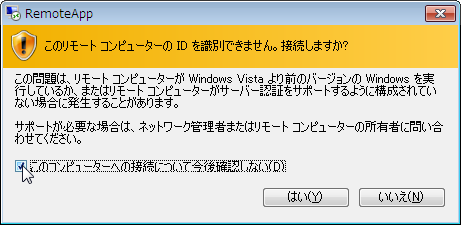 RemoteApp
このリモート コンピューターの ID を識別できません。接続しますか?
この問題は、リモート コンピューターが Windows Vista より前のバージョンの Windows を実
行しているか、またはリモート コンピューターがサーバー認証をサポートするように構成されてい
ない場合に発生することがあります。
サポートが必要な場合は、ネットワーク管理者またはリモート コンピューターの所有者に問い合
わせてください。
このコンピューターへの接続について今後確認しない(D)
はい(Y)
いいえ(N)